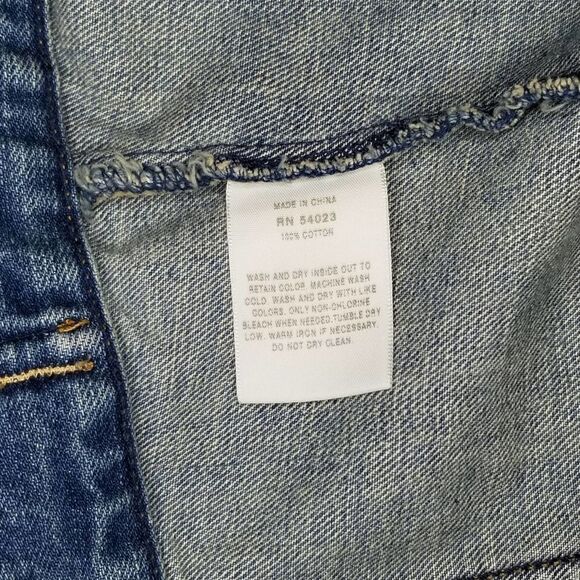 MADE IN CHINA
RN 54023
100% COTTON
WASH AND DRY INSIDE OUT TO
RETAIN COLOR. MACHINE WASH
COLD. WASH AND DRY WITH LIKE
COLORS. ONLY NON-CHLORINE
BLEACH WHEN NEEDED.TUMBLE DRY
LOW. WARM IRON IF NECESSARY.
DO NOT DRY CLEAN.